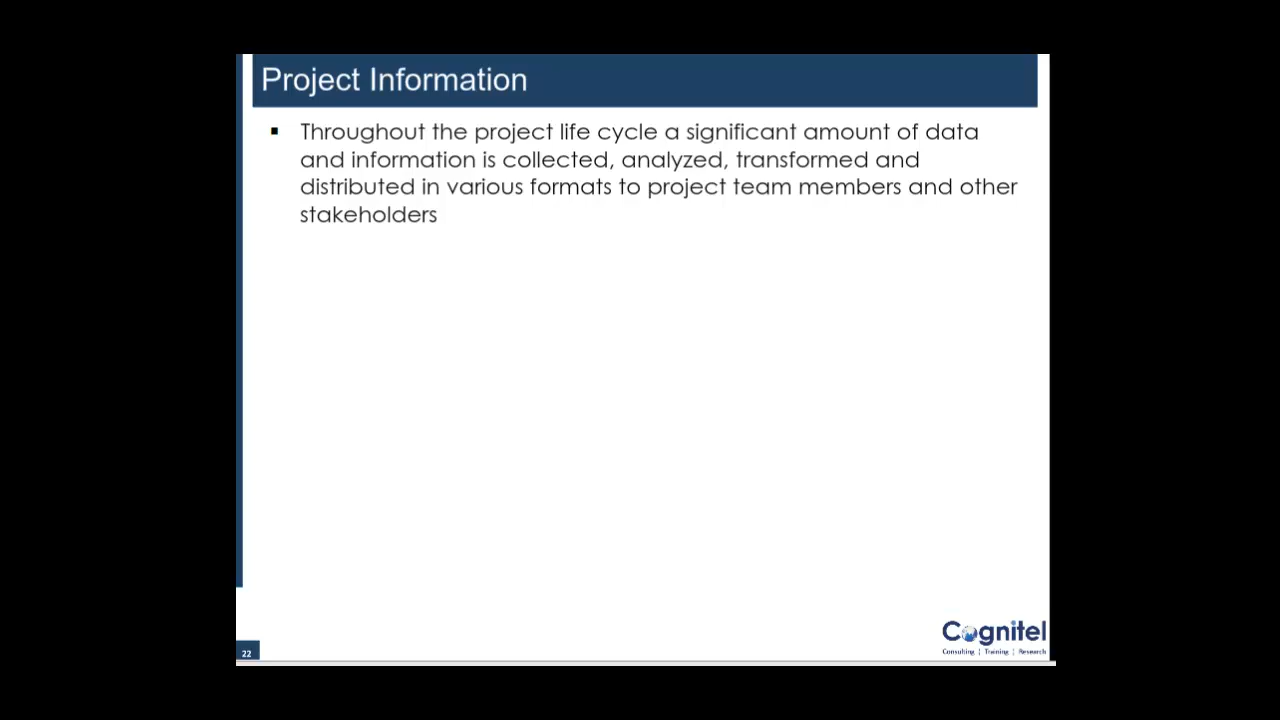 Project Information
▪ Throughout the project life cycle a significant amount of data
and information is collected, analyzed, transformed and
distributed in various formats to project team members and other
stakeholders
Cognitel
Consulting | Training | Research
22